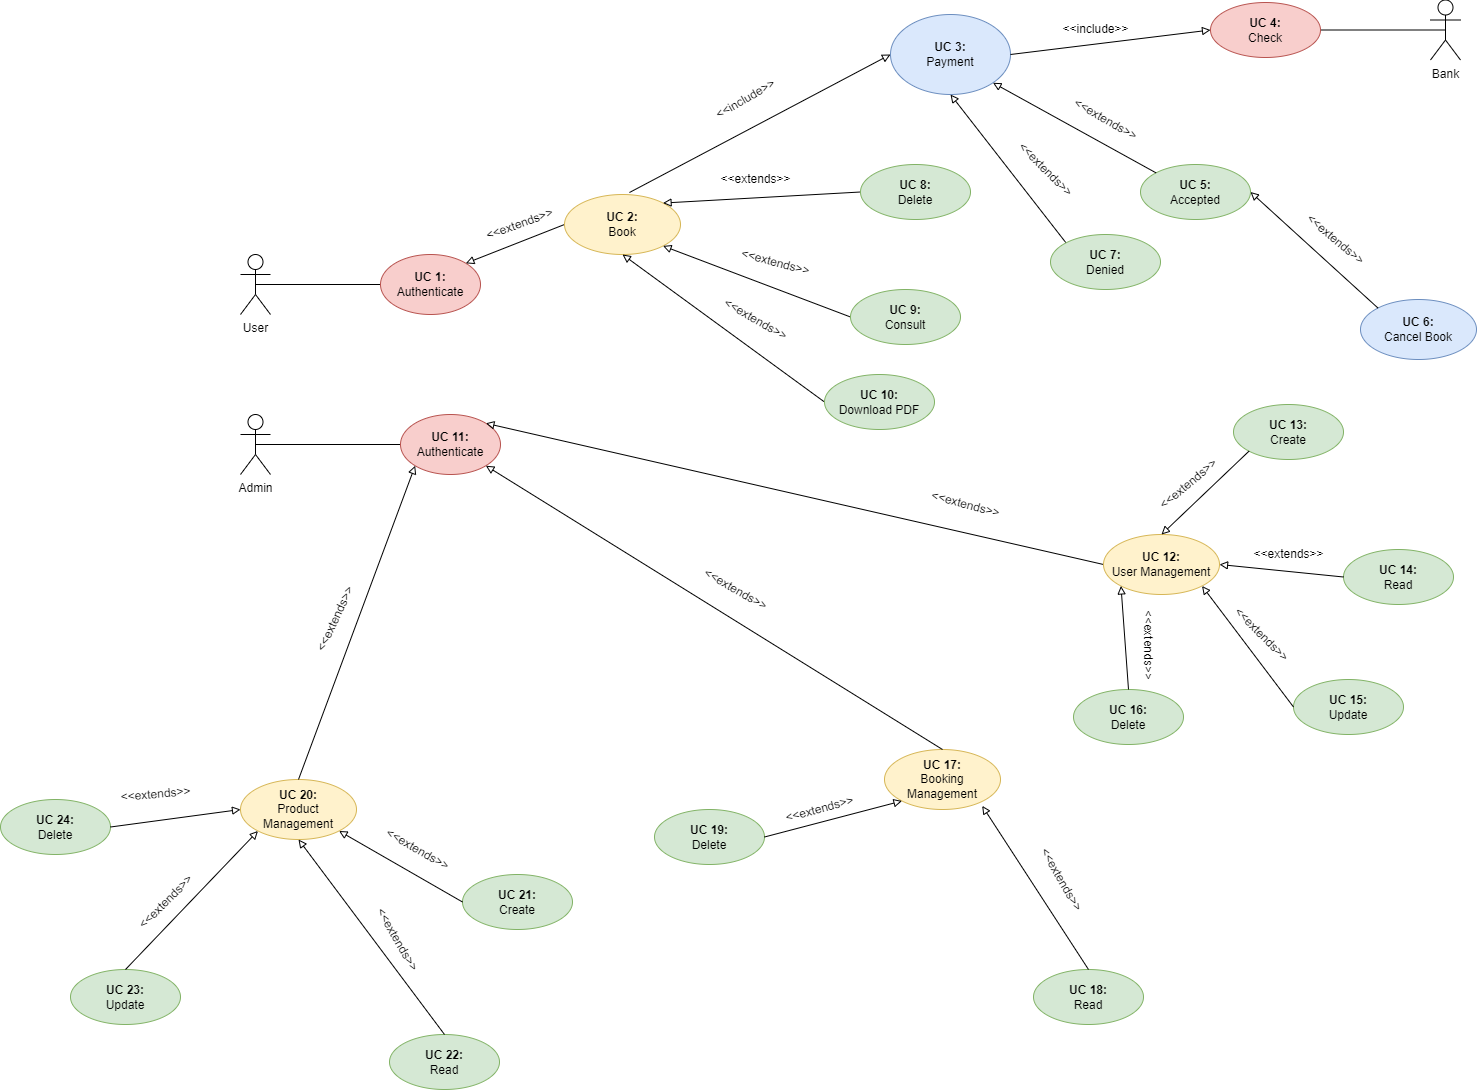 UC 4:
Check
Bank
<<include>>
UC 3:
Payment
<<include>>
<<extends>>
<<extends>>
UC 5:
Accepted
<<extends>>
UC 7:
Denied
UC 6:
Cancel Book
<<extends>>
UC 8:
Delete
UC 2:
Book
<<extends>>
UC 1:
Authenticate
User
<<extends>>
UC 9:
Consult
<<extends>>
UC 10:
Download PDF
UC 11:
Authenticate
Admin
<<extends>>
UC 13:
Create
<<extends>>
UC 12:
User Management
<<extends>>
UC 14:
Read
<<extends>>
UC 15:
Update
<<extends>>
UC 16:
Delete
<<extends>>
<<extends>>
UC 17:
Booking
Management
<<extends>>
UC 19:
Delete
<<extends>>
UC 18:
Read
UC 20:
Product
Management
<<extends>>
UC 24:
Delete
<<extends>>
UC 21:
Create
<<extends>>
UC 23:
Update
<<extends>>
UC 22:
Read